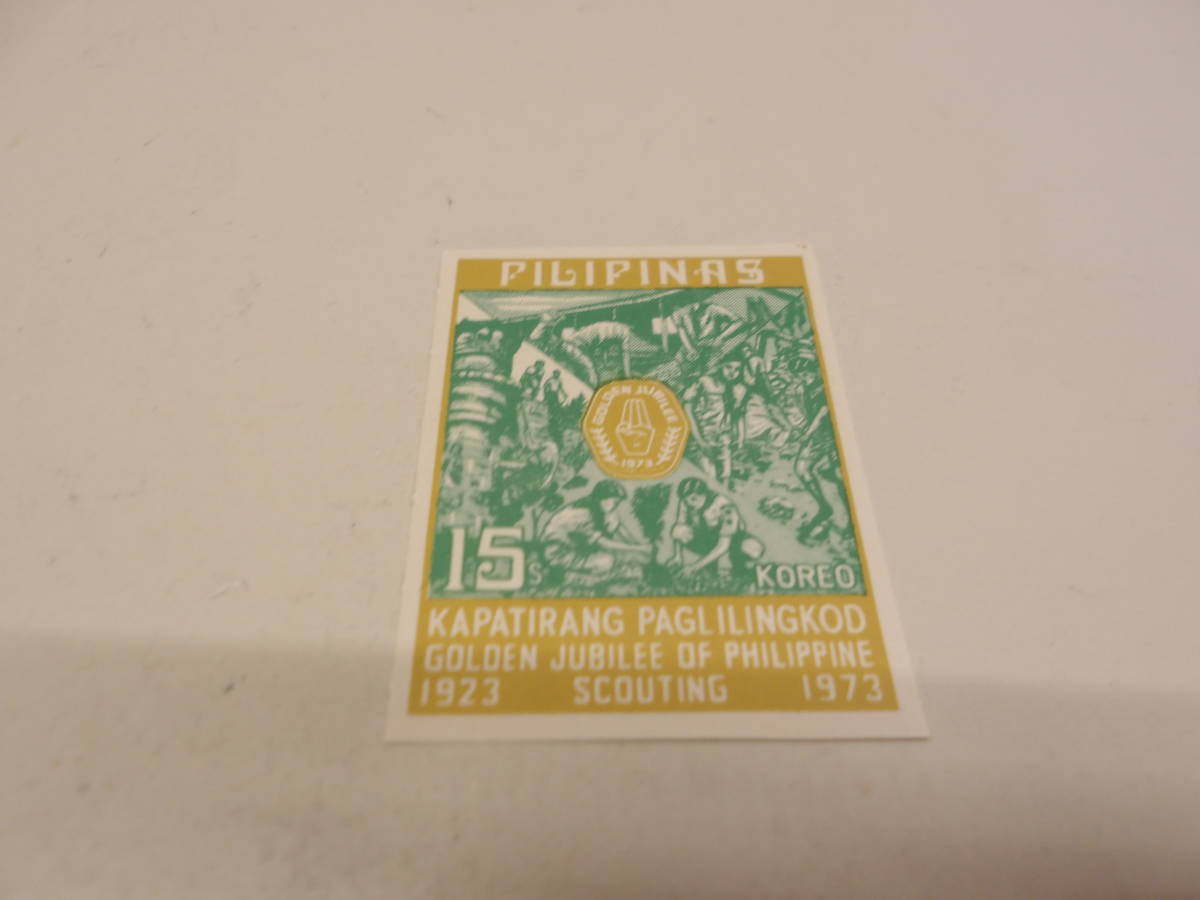 PILIPINAS
GOLDEN JUBILEE
1973
15s
KOREO
KAPATIRANG PAGLILINGKOD
GOLDEN JUBILEE OF PHILIPPINE
1923 SCOUTING 1973